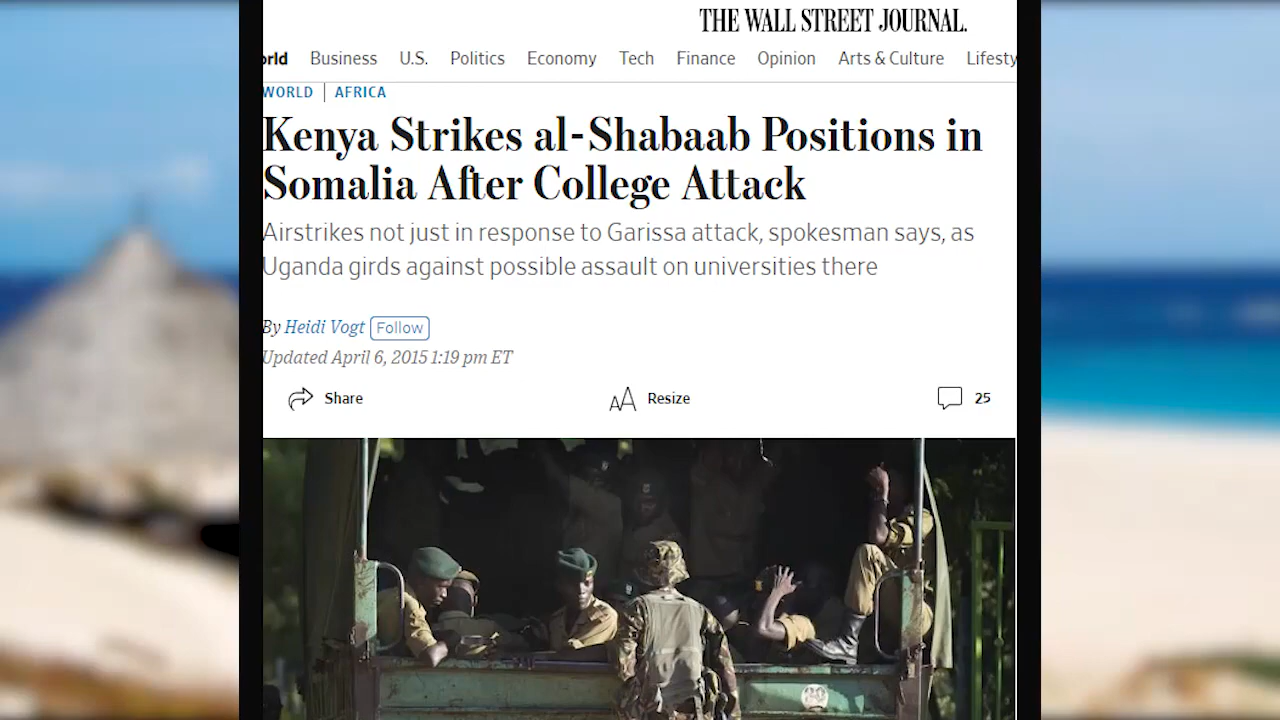 THE WALL STREET JOURNAL.
orld Business U.S. Politics Economy Tech Finance Opinion Arts & Culture Lifesty
WORLD | AFRICA
Kenya Strikes al-Shabaab Positions in
Somalia After College Attack
Airstrikes not just in response to Garissa attack, spokesman says, as
Uganda girds against possible assault on universities there
By Heidi Vogt Follow
Updated April 6, 2015 1:19 pm ET
Share AA Resize 25